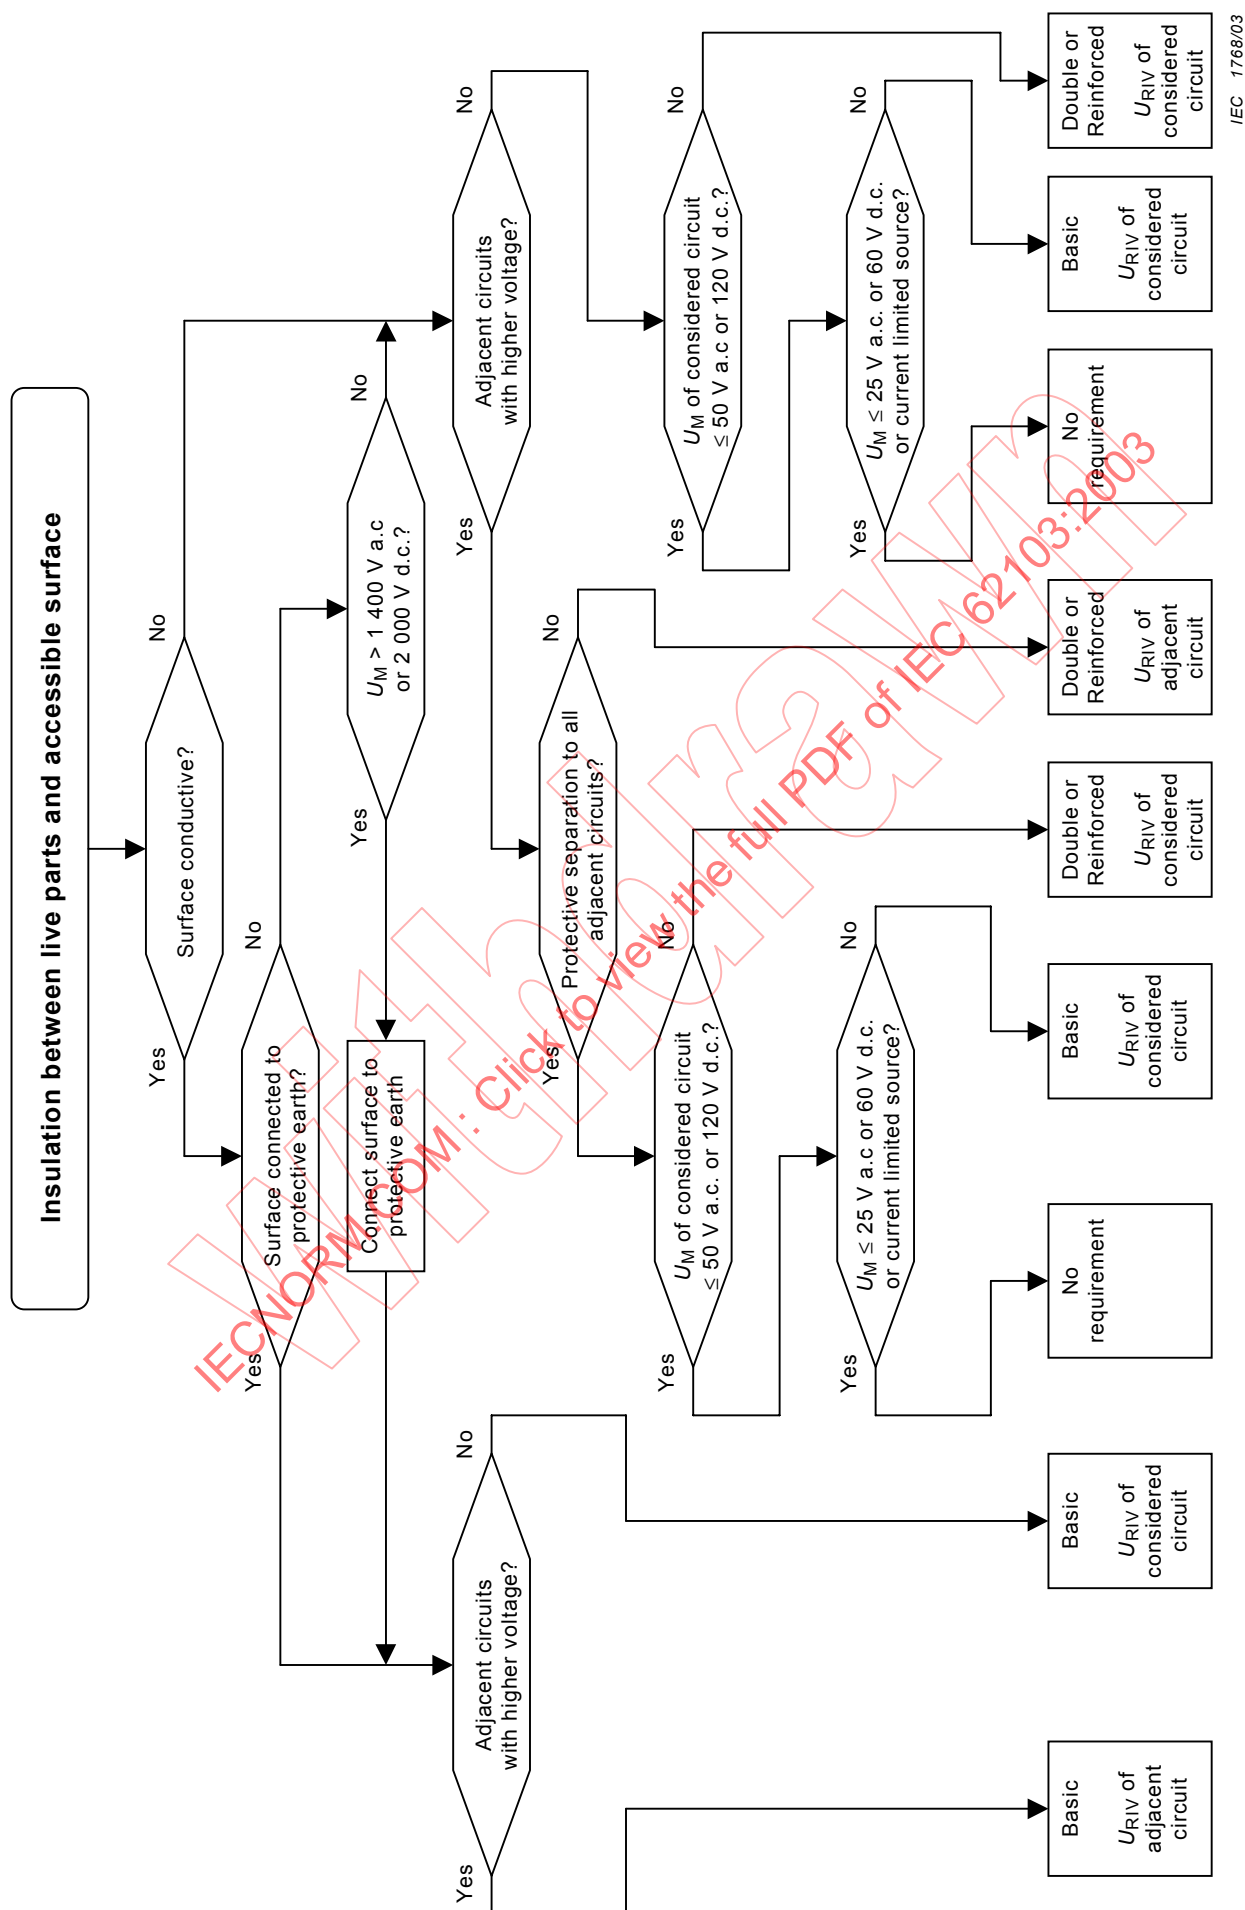 Insulation between live parts and accessible surface
Surface conductive?
Yes
No
Surface connected to
protective earth?
Yes
No
UM > 1 400 V a.c
or 2 000 V d.c.?
Yes
No
Connect surface to
protective earth
Adjacent circuits
with higher voltage?
Yes
No
Adjacent circuits
with higher voltage?
Yes
No
Protective separation to all
adjacent circuits?
Yes
No
UM of considered circuit
≤ 50 V a.c. or 120 V d.c.?
Yes
No
UM of considered circuit
≤ 50 V a.c or 120 V d.c.?
Yes
No
UM ≤ 25 V a.c or 60 V d.c.
or current limited source?
Yes
No
UM ≤ 25 V a.c. or 60 V d.c.
or current limited source?
Yes
No
Basic
URIV of
adjacent
circuit
Basic
URIV of
considered
circuit
No
requirement
Basic
URIV of
considered
circuit
Double or
Reinforced
URIV of
considered
circuit
Double or
Reinforced
URIV of
adjacent
circuit
No
requirement
Basic
URIV of
considered
circuit
Double or
Reinforced
URIV of
considered
circuit
IEC 1768/03
withdrawn
IECNORM.COM : Click to view the full PDF of IEC 62103:2003